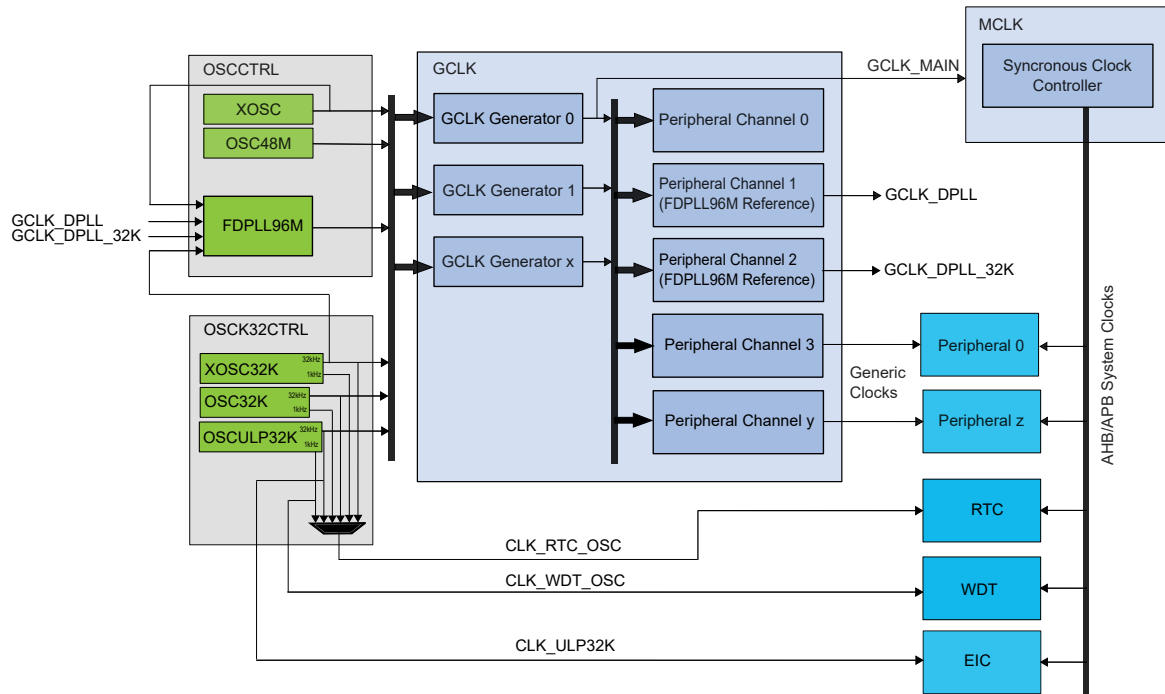 MCLK
Syncronous Clock
Controller
GCLK_MAIN
OSCCTRL
XOSC
OSC48M
FDPLL96M
GCLK_DPLL
GCLK_DPLL_32K
GCLK
GCLK Generator 0
GCLK Generator 1
GCLK Generator x
Peripheral Channel 0
Peripheral Channel 1
(FDPLL96M Reference)
Peripheral Channel 2
(FDPLL96M Reference)
Peripheral Channel 3
Peripheral Channel y
GCLK_DPLL
GCLK_DPLL_32K
Generic
Clocks
OSCK32CTRL
XOSC32K
32kHz
1kHz
OSC32K
32kHz
1kHz
OSCULP32K
32kHz
1kHz
Peripheral 0
Peripheral z
AHB/APB System Clocks
RTC
WDT
EIC
CLK_RTC_OSC
CLK_WDT_OSC
CLK_ULP32K